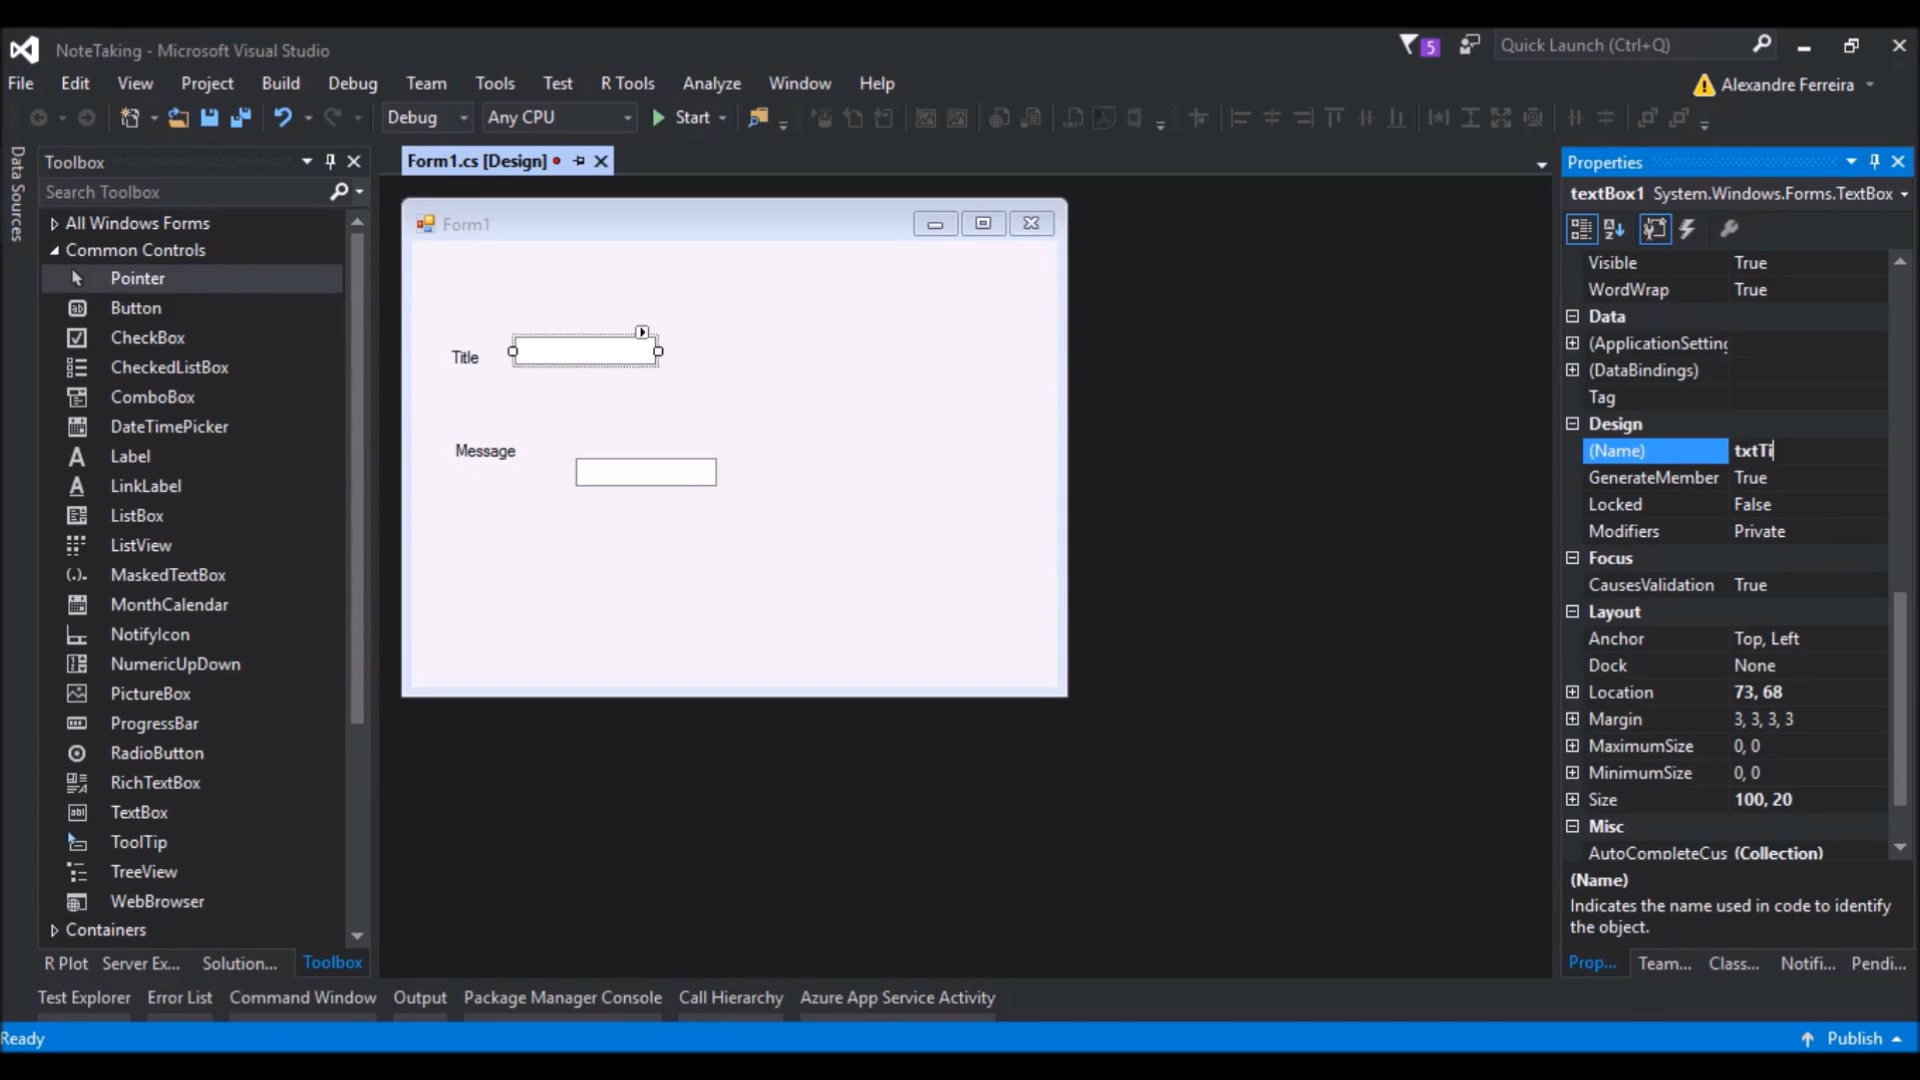 NoteTaking - Microsoft Visual Studio
5
Quick Launch (Ctrl+Q)
File Edit View Project Build Debug Team Tools Test R Tools Analyze Window Help
Alexandre Ferreira
Debug Any CPU Start
Data Sources
Toolbox
Search Toolbox
All Windows Forms
Common Controls
Pointer
Button
CheckBox
CheckedListBox
ComboBox
DateTimePicker
Label
LinkLabel
ListBox
ListView
MaskedTextBox
MonthCalendar
NotifyIcon
NumericUpDown
PictureBox
ProgressBar
RadioButton
RichTextBox
TextBox
ToolTip
TreeView
WebBrowser
Containers
R Plot Server Ex... Solution... Toolbox
Form1.cs [Design]
Form1
Title
Message
Properties
textBox1 System.Windows.Forms.TextBox
Visible True
WordWrap True
Data
(ApplicationSetting
(DataBindings)
Tag
Design
(Name) txtTi
GenerateMember True
Locked False
Modifiers Private
Focus
CausesValidation True
Layout
Anchor Top, Left
Dock None
Location 73, 68
Margin 3, 3, 3, 3
MaximumSize 0, 0
MinimumSize 0, 0
Size 100, 20
Misc
AutoCompleteCus (Collection)
(Name)
Indicates the name used in code to identify
the object.
Prop... Team... Class... Notifi... Pendi...
Test Explorer Error List Command Window Output Package Manager Console Call Hierarchy Azure App Service Activity
Ready
Publish